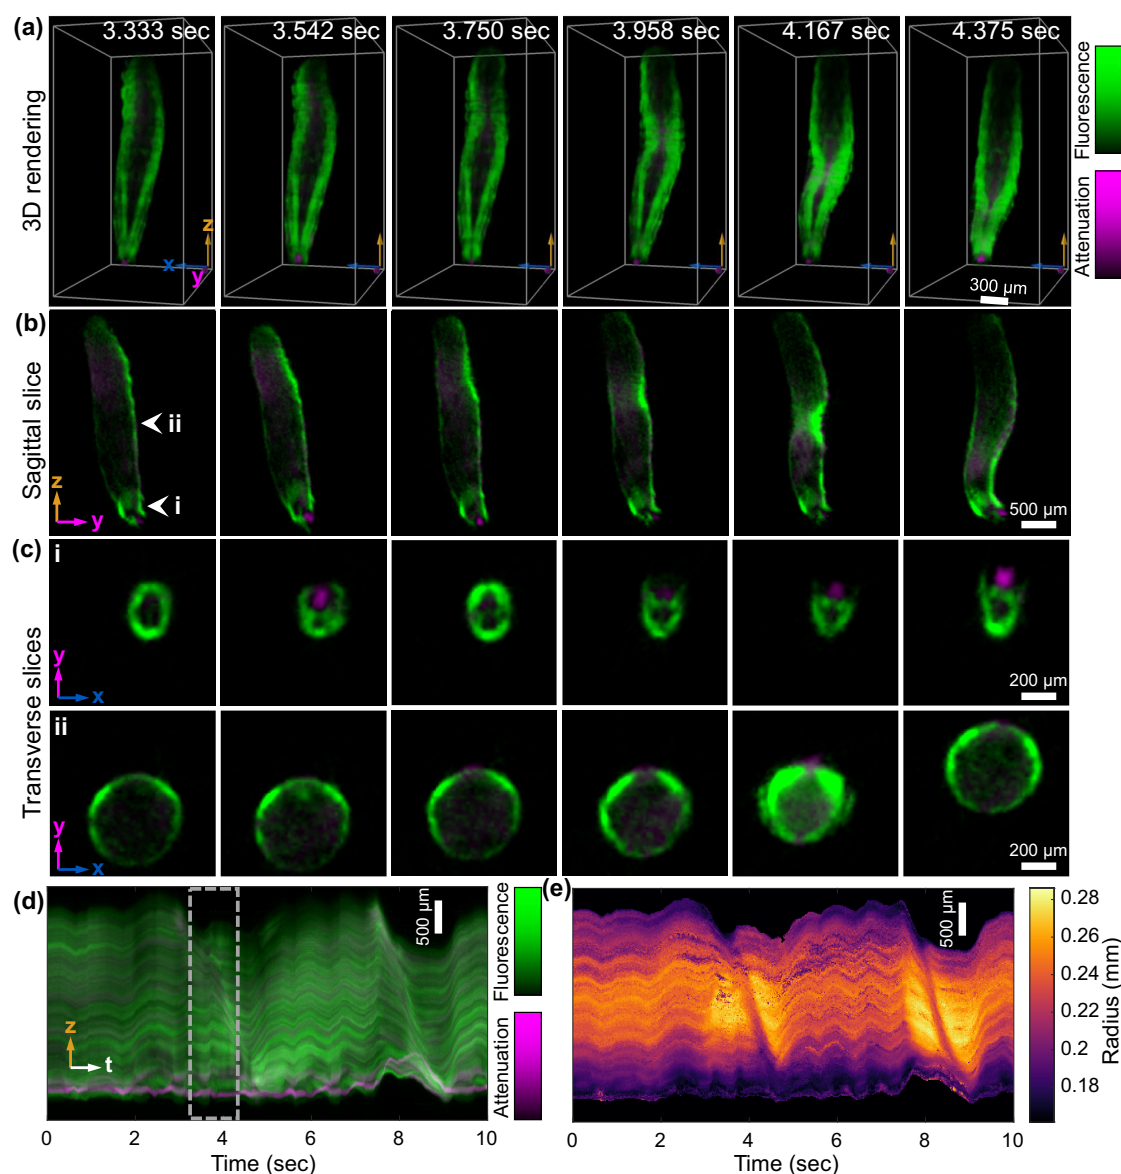 (a)
3.333 sec
3.542 sec
3.750 sec
3.958 sec
4.167 sec
4.375 sec
3D rendering
z
x
y
300 µm
Fluorescence
Attenuation
(b)
Sagittal slice
ii
i
z
y
500 µm
(c)
Transverse slices
i
y
x
200 µm
ii
y
x
200 µm
(d)
z
t
500 µm
Fluorescence
Attenuation
0
2
4
6
8
10
Time (sec)
(e)
500 µm
0.28
0.26
0.24
0.22
0.2
0.18
Radius (mm)
0
2
4
6
8
10
Time (sec)